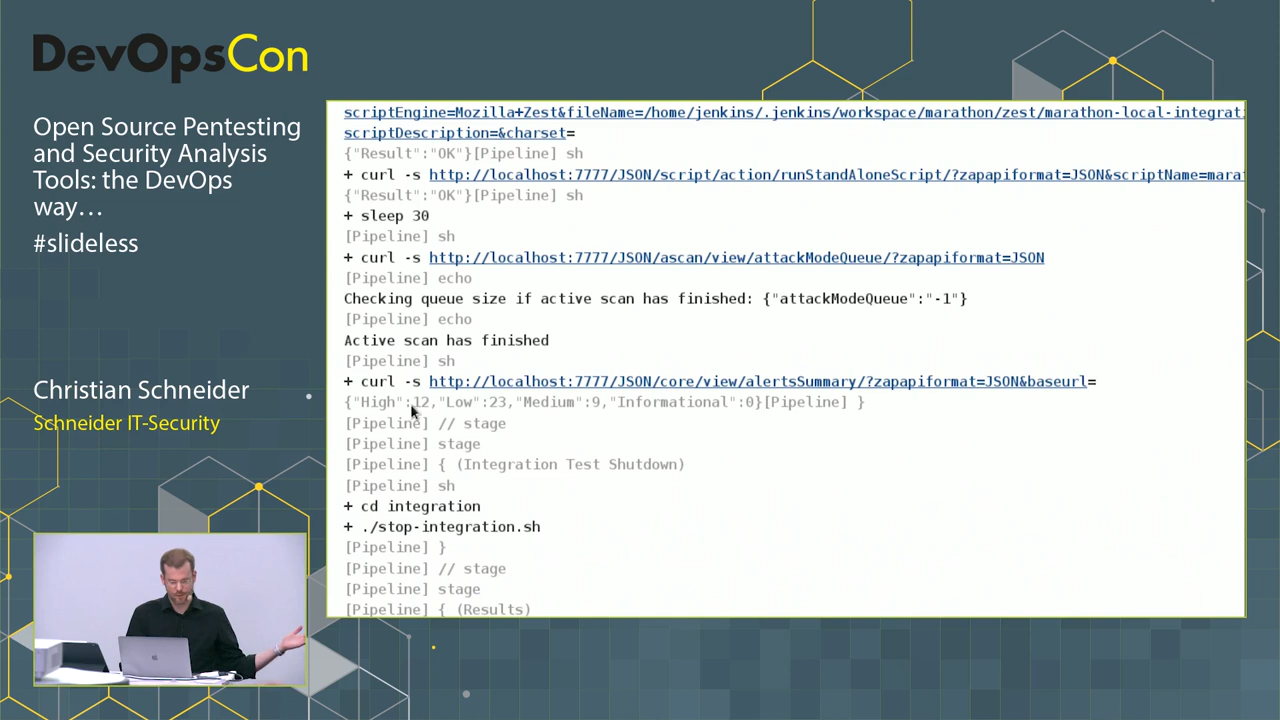 DevOpsCon
Open Source Pentesting
and Security Analysis
Tools: the DevOps
way…
#slideless
Christian Schneider
Schneider IT-Security
scriptEngine=Mozilla+Zest&fileName=/home/jenkins/.jenkins/workspace/marathon/zest/marathon-local-integrati
scriptDescription=&charset=
{"Result":"OK"}[Pipeline] sh
+ curl -s http://localhost:7777/JSON/script/action/runStandAloneScript/?zapapiformat=JSON&scriptName=marat
{"Result":"OK"}[Pipeline] sh
+ sleep 30
[Pipeline] sh
+ curl -s http://localhost:7777/JSON/ascan/view/attackModeQueue/?zapapiformat=JSON
[Pipeline] echo
Checking queue size if active scan has finished: {"attackModeQueue":"-1"}
[Pipeline] echo
Active scan has finished
[Pipeline] sh
+ curl -s http://localhost:7777/JSON/core/view/alertsSummary/?zapapiformat=JSON&baseurl=
{"High":12,"Low":23,"Medium":9,"Informational":0}[Pipeline] }
[Pipeline] // stage
[Pipeline] stage
[Pipeline] { (Integration Test Shutdown)
[Pipeline] sh
+ cd integration
+ ./stop-integration.sh
[Pipeline] }
[Pipeline] // stage
[Pipeline] stage
[Pipeline] { (Results)